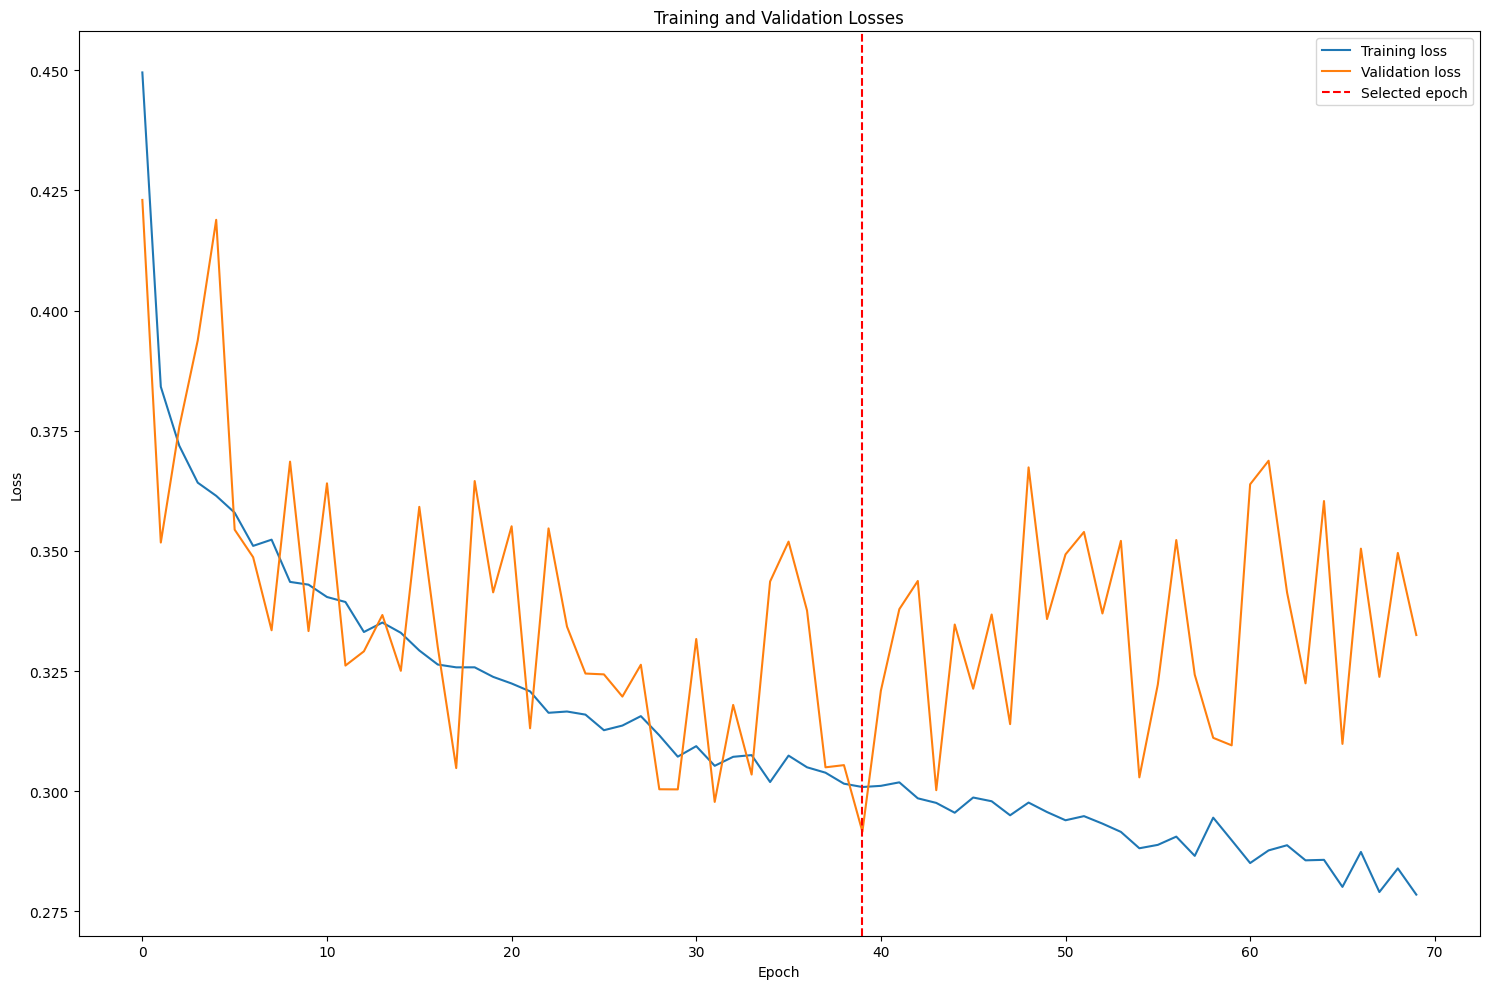 Training and Validation Losses
Training loss
Validation loss
Selected epoch
0.450
0.425
0.400
0.375
0.350
0.325
0.300
0.275
Loss
0 10 20 30 40 50 60 70
Epoch